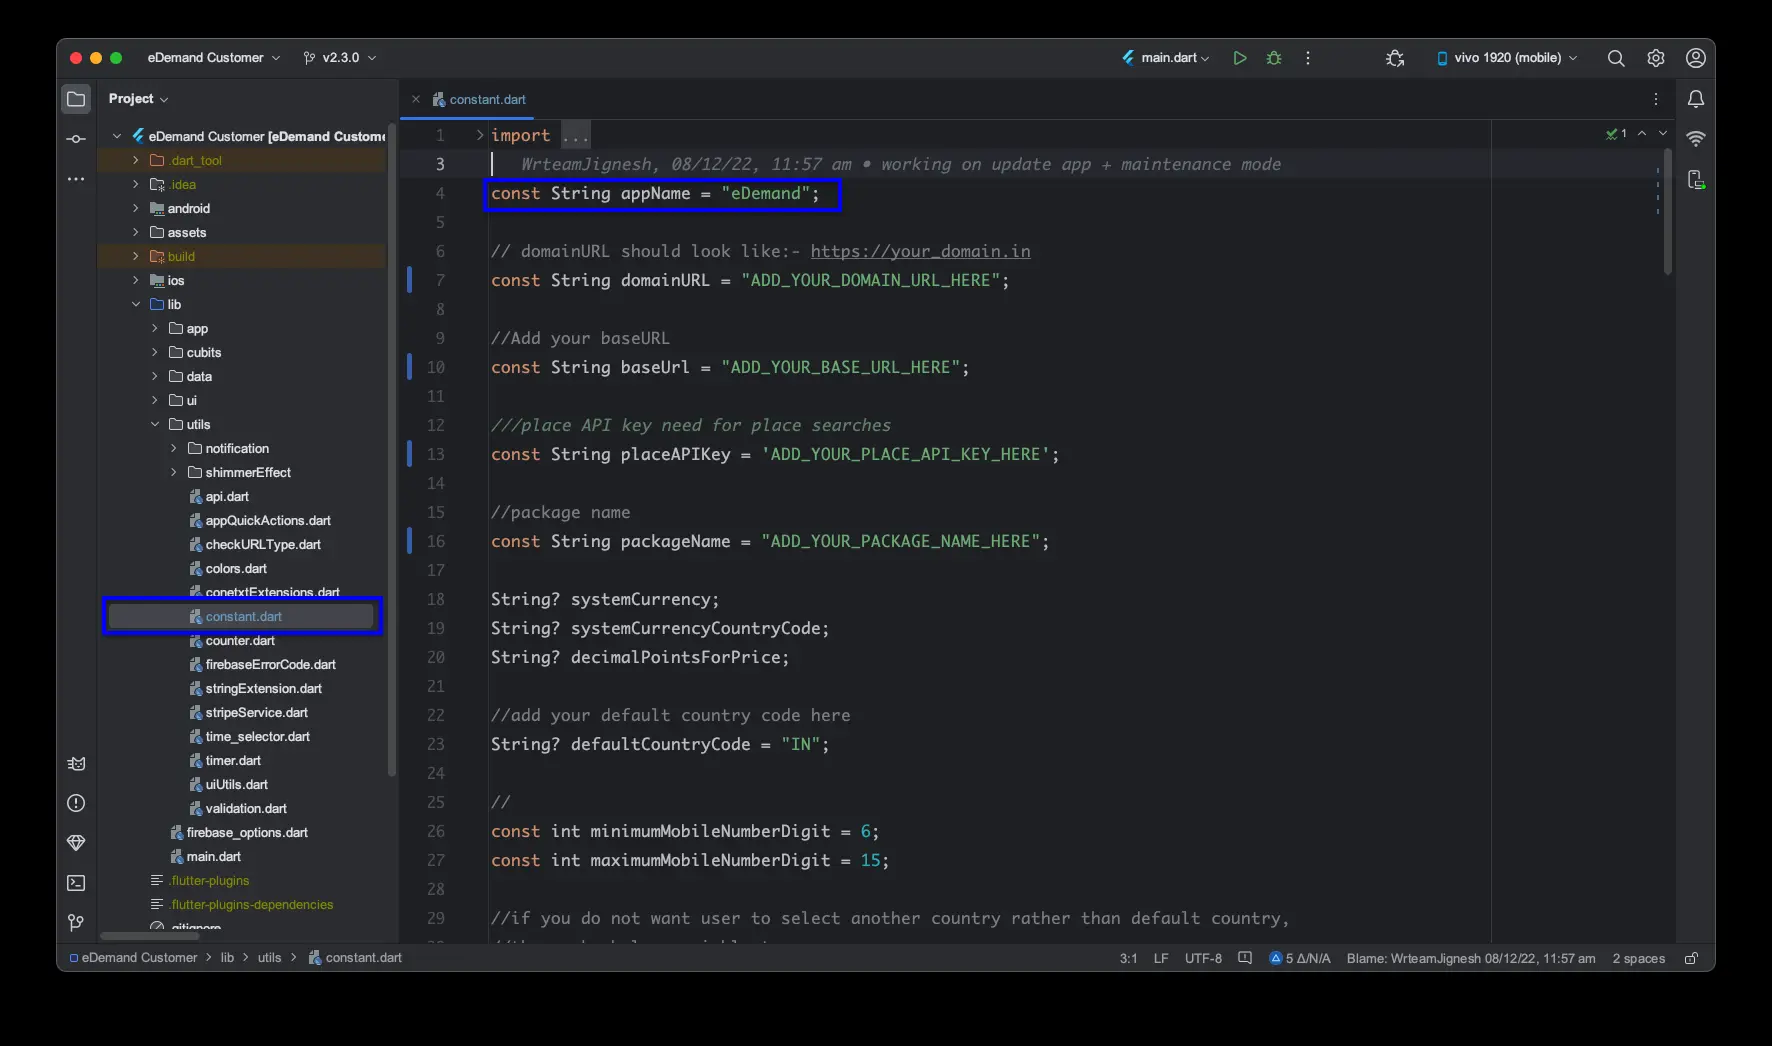 eDemand Customer
v2.3.0
main.dart
vivo 1920 (mobile)
Project
eDemand Customer [eDemand Custome
.dart_tool
.idea
android
assets
build
ios
lib
app
cubits
data
ui
utils
notification
shimmerEffect
api.dart
appQuickActions.dart
checkURLType.dart
colors.dart
conetxtExtensions.dart
constant.dart
counter.dart
firebaseErrorCode.dart
stringExtension.dart
stripeService.dart
time_selector.dart
timer.dart
uiUtils.dart
validation.dart
firebase_options.dart
main.dart
.flutter-plugins
.flutter-plugins-dependencies
.gitignore
constant.dart
1 import ...
1
3 WrteamJignesh, 08/12/22, 11:57 am • working on update app + maintenance mode
4 const String appName = "eDemand";
5
6 // domainURL should look like:- https://your_domain.in
7 const String domainURL = "ADD_YOUR_DOMAIN_URL_HERE";
8
9 //Add your baseURL
10 const String baseUrl = "ADD_YOUR_BASE_URL_HERE";
11
12 ///place API key need for place searches
13 const String placeAPIKey = 'ADD_YOUR_PLACE_API_KEY_HERE';
14
15 //package name
16 const String packageName = "ADD_YOUR_PACKAGE_NAME_HERE";
17
18 String? systemCurrency;
19 String? systemCurrencyCountryCode;
20 String? decimalPointsForPrice;
21
22 //add your default country code here
23 String? defaultCountryCode = "IN";
24
25 //
26 const int minimumMobileNumberDigit = 6;
27 const int maximumMobileNumberDigit = 15;
28
29 //if you do not want user to select another country rather than default country,
eDemand Customer > lib > utils > constant.dart
3:1 LF UTF-8 5 Δ/N/A Blame: WrteamJignesh 08/12/22, 11:57 am 2 spaces